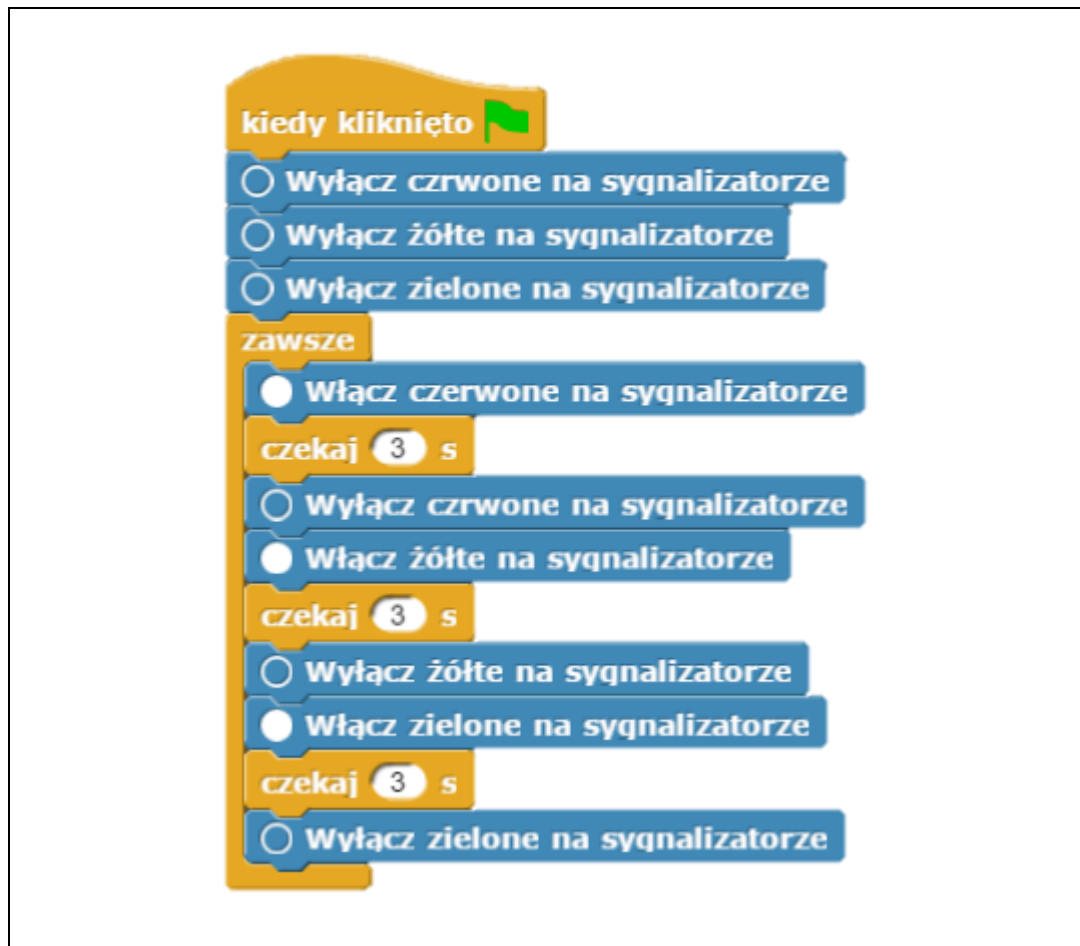 kiedy kliknięto
Wyłącz czrwone na sygnalizatorze
Wyłącz żółte na sygnalizatorze
Wyłącz zielone na sygnalizatorze
zawsze
Włącz czerwone na sygnalizatorze
czekaj 3 s
Wyłącz czrwone na sygnalizatorze
Włącz żółte na sygnalizatorze
czekaj 3 s
Wyłącz żółte na sygnalizatorze
Włącz zielone na sygnalizatorze
czekaj 3 s
Wyłącz zielone na sygnalizatorze